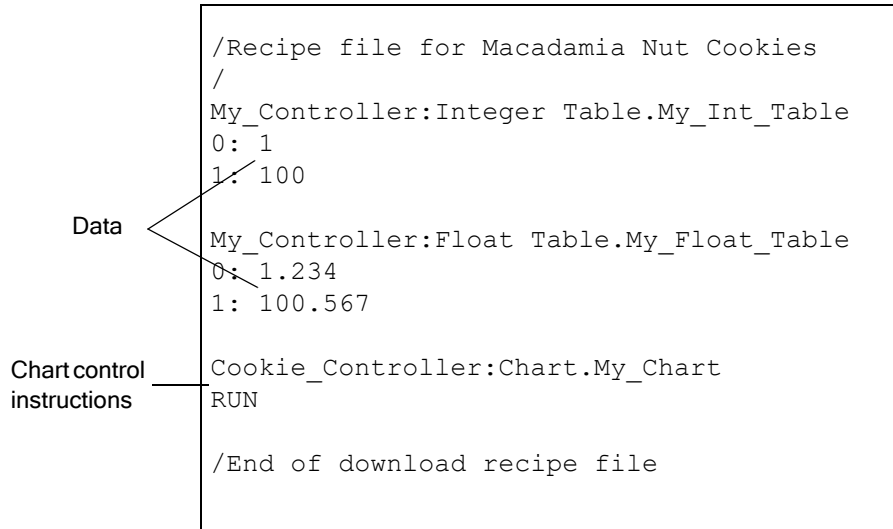 /Recipe file for Macadamia Nut Cookies
/
My_Controller:Integer Table.My_Int_Table
0: 1
1: 100
Data
My_Controller:Float Table.My_Float_Table
0: 1.234
1: 100.567
Chart control
instructions
Cookie_Controller:Chart.My_Chart
RUN
/End of download recipe file